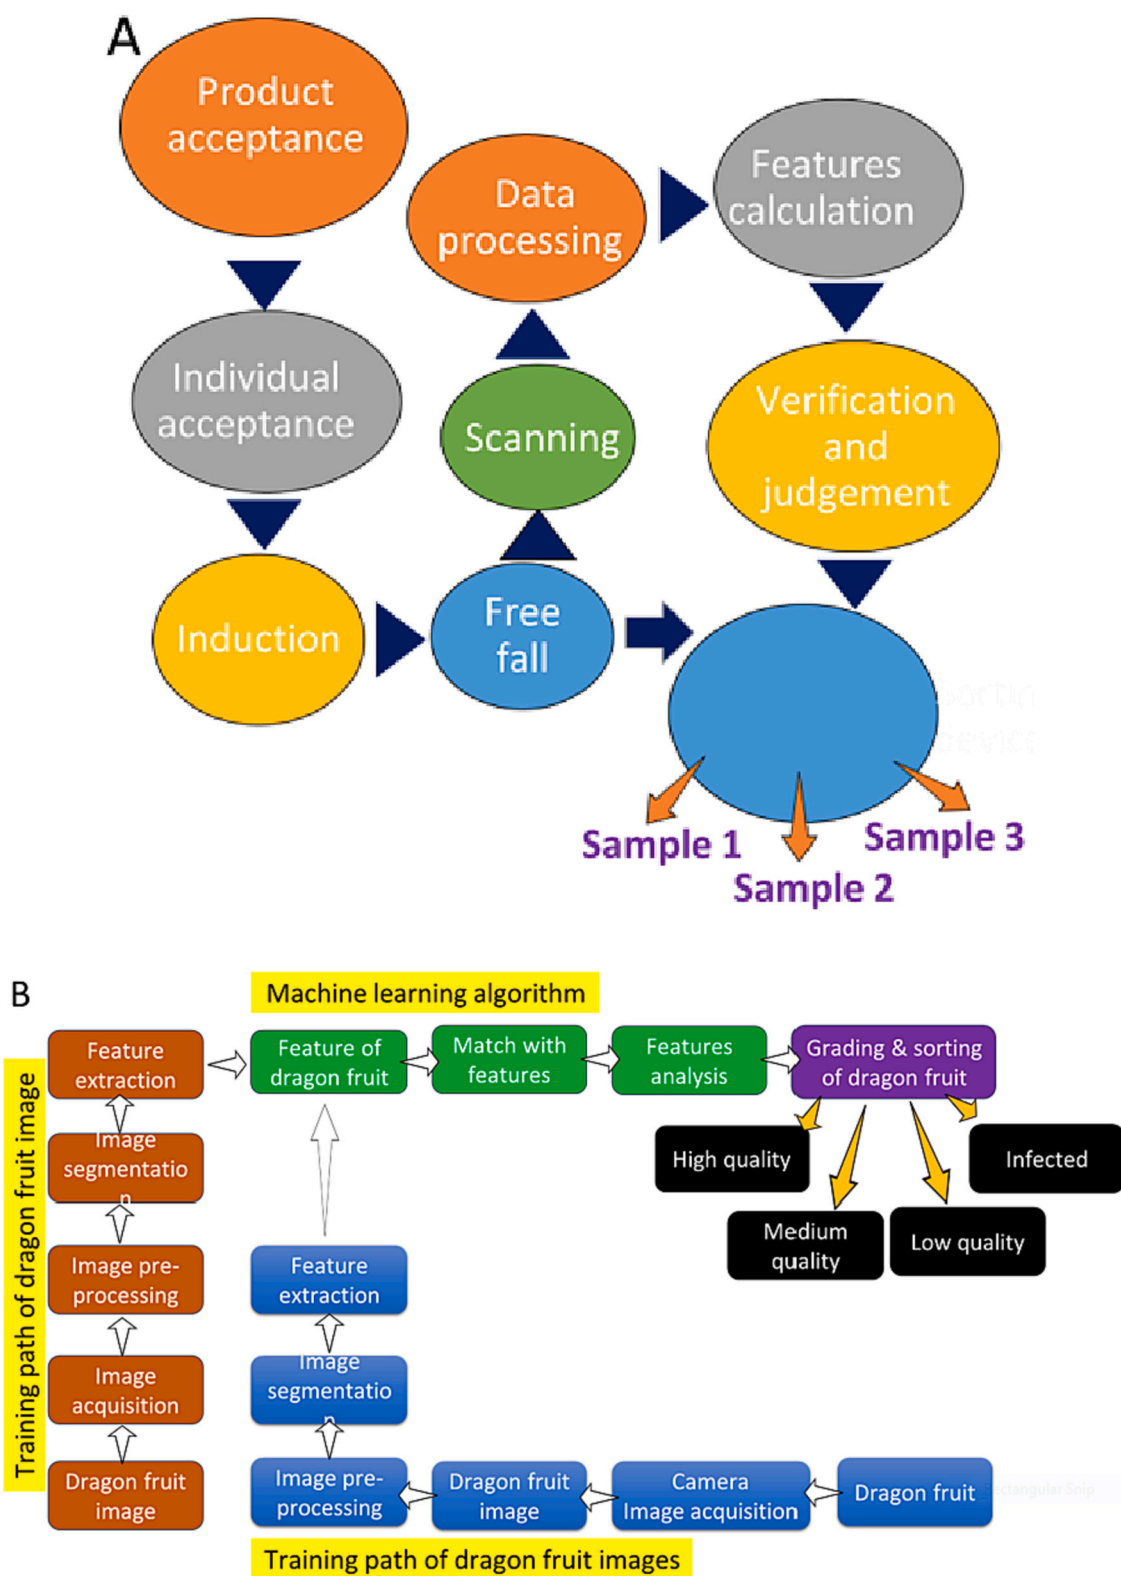 A
Product
acceptance
Data
processing
Features
calculation
Individual
acceptance
Scanning
Verification
and
judgement
Induction
Free
fall
Sample 1
Sample 2
Sample 3
B
Machine learning algorithm
Training path of dragon fruit image
Feature
extraction
Feature of
dragon fruit
Match with
features
Features
analysis
Grading & sorting
of dragon fruit
Image
segmentatio
n
High quality
Infected
Medium
quality
Low quality
Image pre-
processing
Feature
extraction
Image
acquisition
Image
segmentatio
n
Dragon fruit
image
Image pre-
processing
Dragon fruit
image
Camera
Image acquisition
Dragon fruit
Rectangular Snip
Training path of dragon fruit images